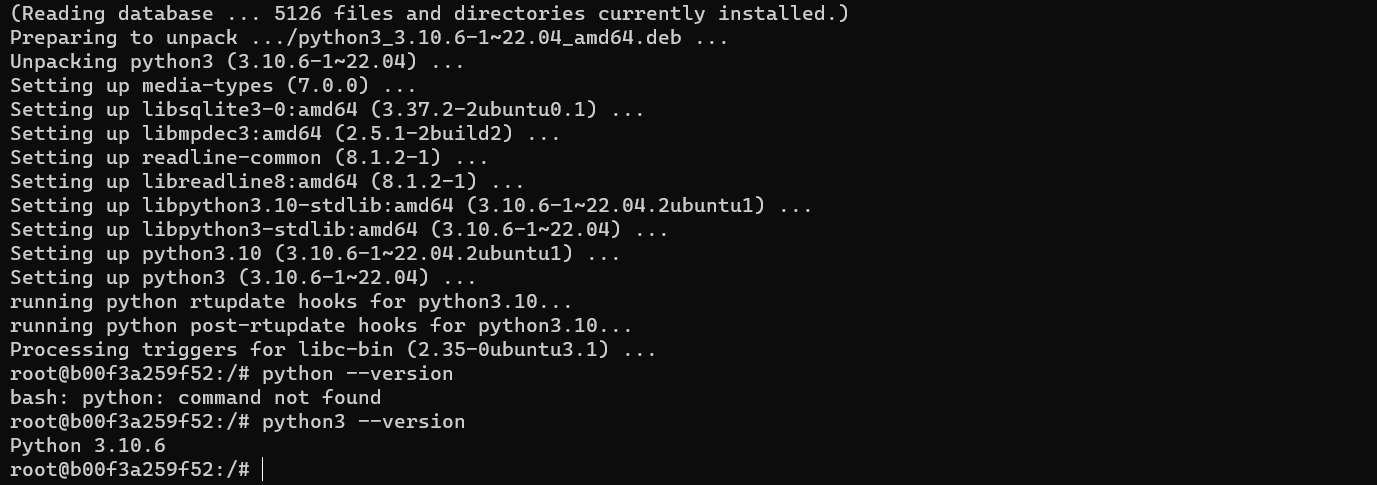 (Reading database ... 5126 files and directories currently installed.)
Preparing to unpack .../python3_3.10.6-1~22.04_amd64.deb ...
Unpacking python3 (3.10.6-1~22.04) ...
Setting up media-types (7.0.0) ...
Setting up libsqlite3-0:amd64 (3.37.2-2ubuntu0.1) ...
Setting up libmpdec3:amd64 (2.5.1-2build2) ...
Setting up readline-common (8.1.2-1) ...
Setting up libreadline8:amd64 (8.1.2-1) ...
Setting up libpython3.10-stdlib:amd64 (3.10.6-1~22.04.2ubuntu1) ...
Setting up libpython3-stdlib:amd64 (3.10.6-1~22.04) ...
Setting up python3.10 (3.10.6-1~22.04.2ubuntu1) ...
Setting up python3 (3.10.6-1~22.04) ...
running python rtupdate hooks for python3.10...
running python post-rtupdate hooks for python3.10...
Processing triggers for libc-bin (2.35-0ubuntu3.1) ...
root@b00f3a259f52:/# python --version
bash: python: command not found
root@b00f3a259f52:/# python3 --version
Python 3.10.6
root@b00f3a259f52:/#